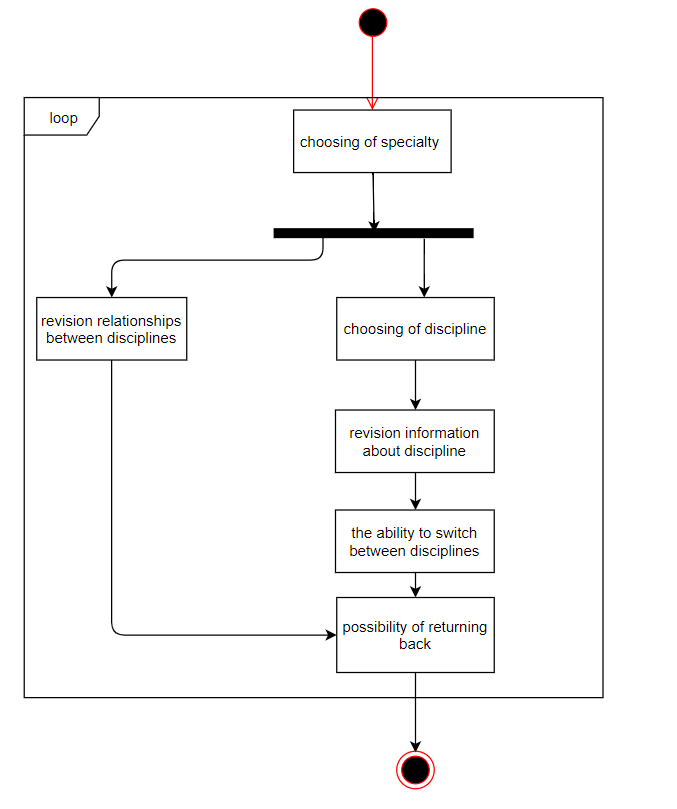 loop
choosing of specialty
revision relationships
between disciplines
choosing of discipline
revision information
about discipline
the ability to switch
between disciplines
possibility of returning
back